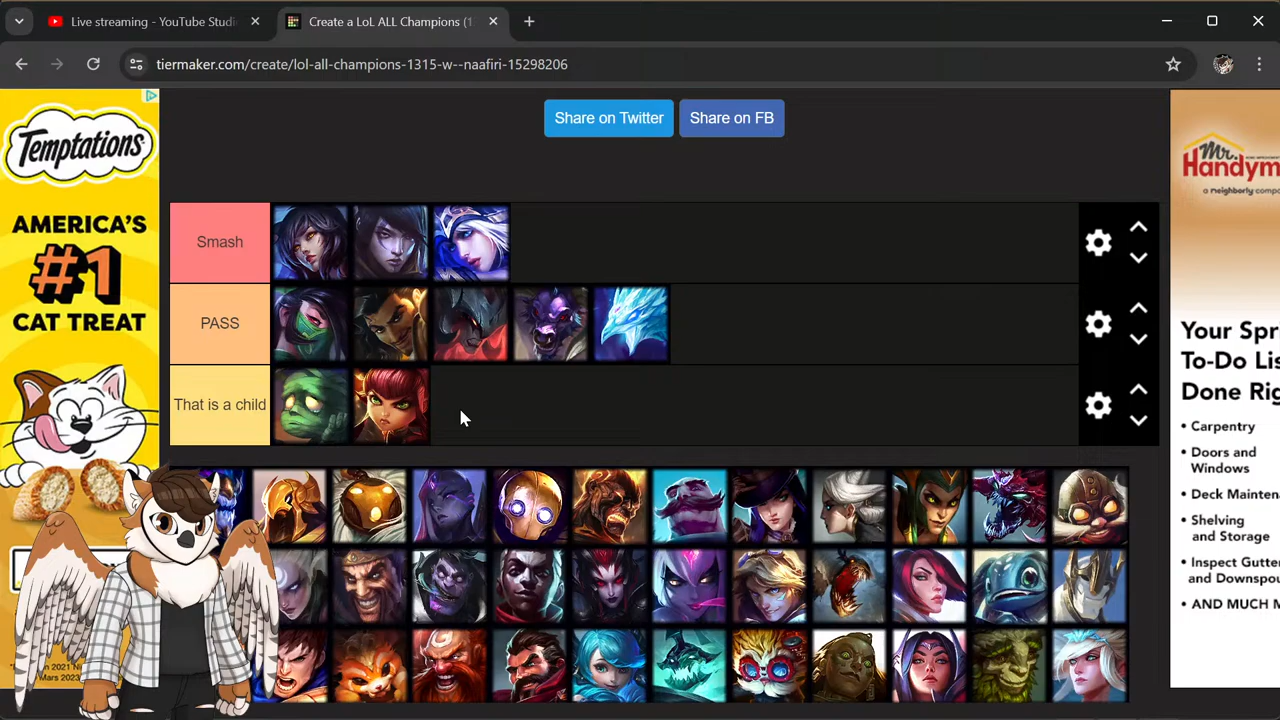 Live streaming - YouTube Studi
Create a LoL ALL Champions (1
tiermaker.com/create/lol-all-champions-1315-w--naafiri-15298206
Share on Twitter
Share on FB
Temptations
AMERICA'S
#1
CAT TREAT
Smash
PASS
That is a child
Mr.
Handym
a neighborly compa
Your Spr
To-Do Lis
Done Rig
• Carpentry
• Doors and
Windows
• Deck Mainten
• Shelving
and Storage
• Inspect Gutte
and Downspou
• AND MUCH M